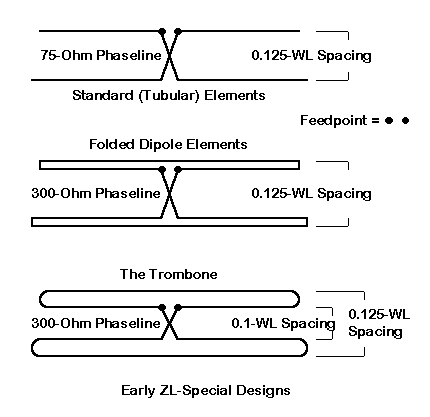 75-Ohm Phaseline 0.125-WL Spacing
Standard (Tubular) Elements
Feedpoint =
Folded Dipole Elements
300-Ohm Phaseline 0.125-WL Spacing
The Trombone
300-Ohm Phaseline 0.1-WL Spacing 0.125-WL
Spacing
Early ZL-Special Designs